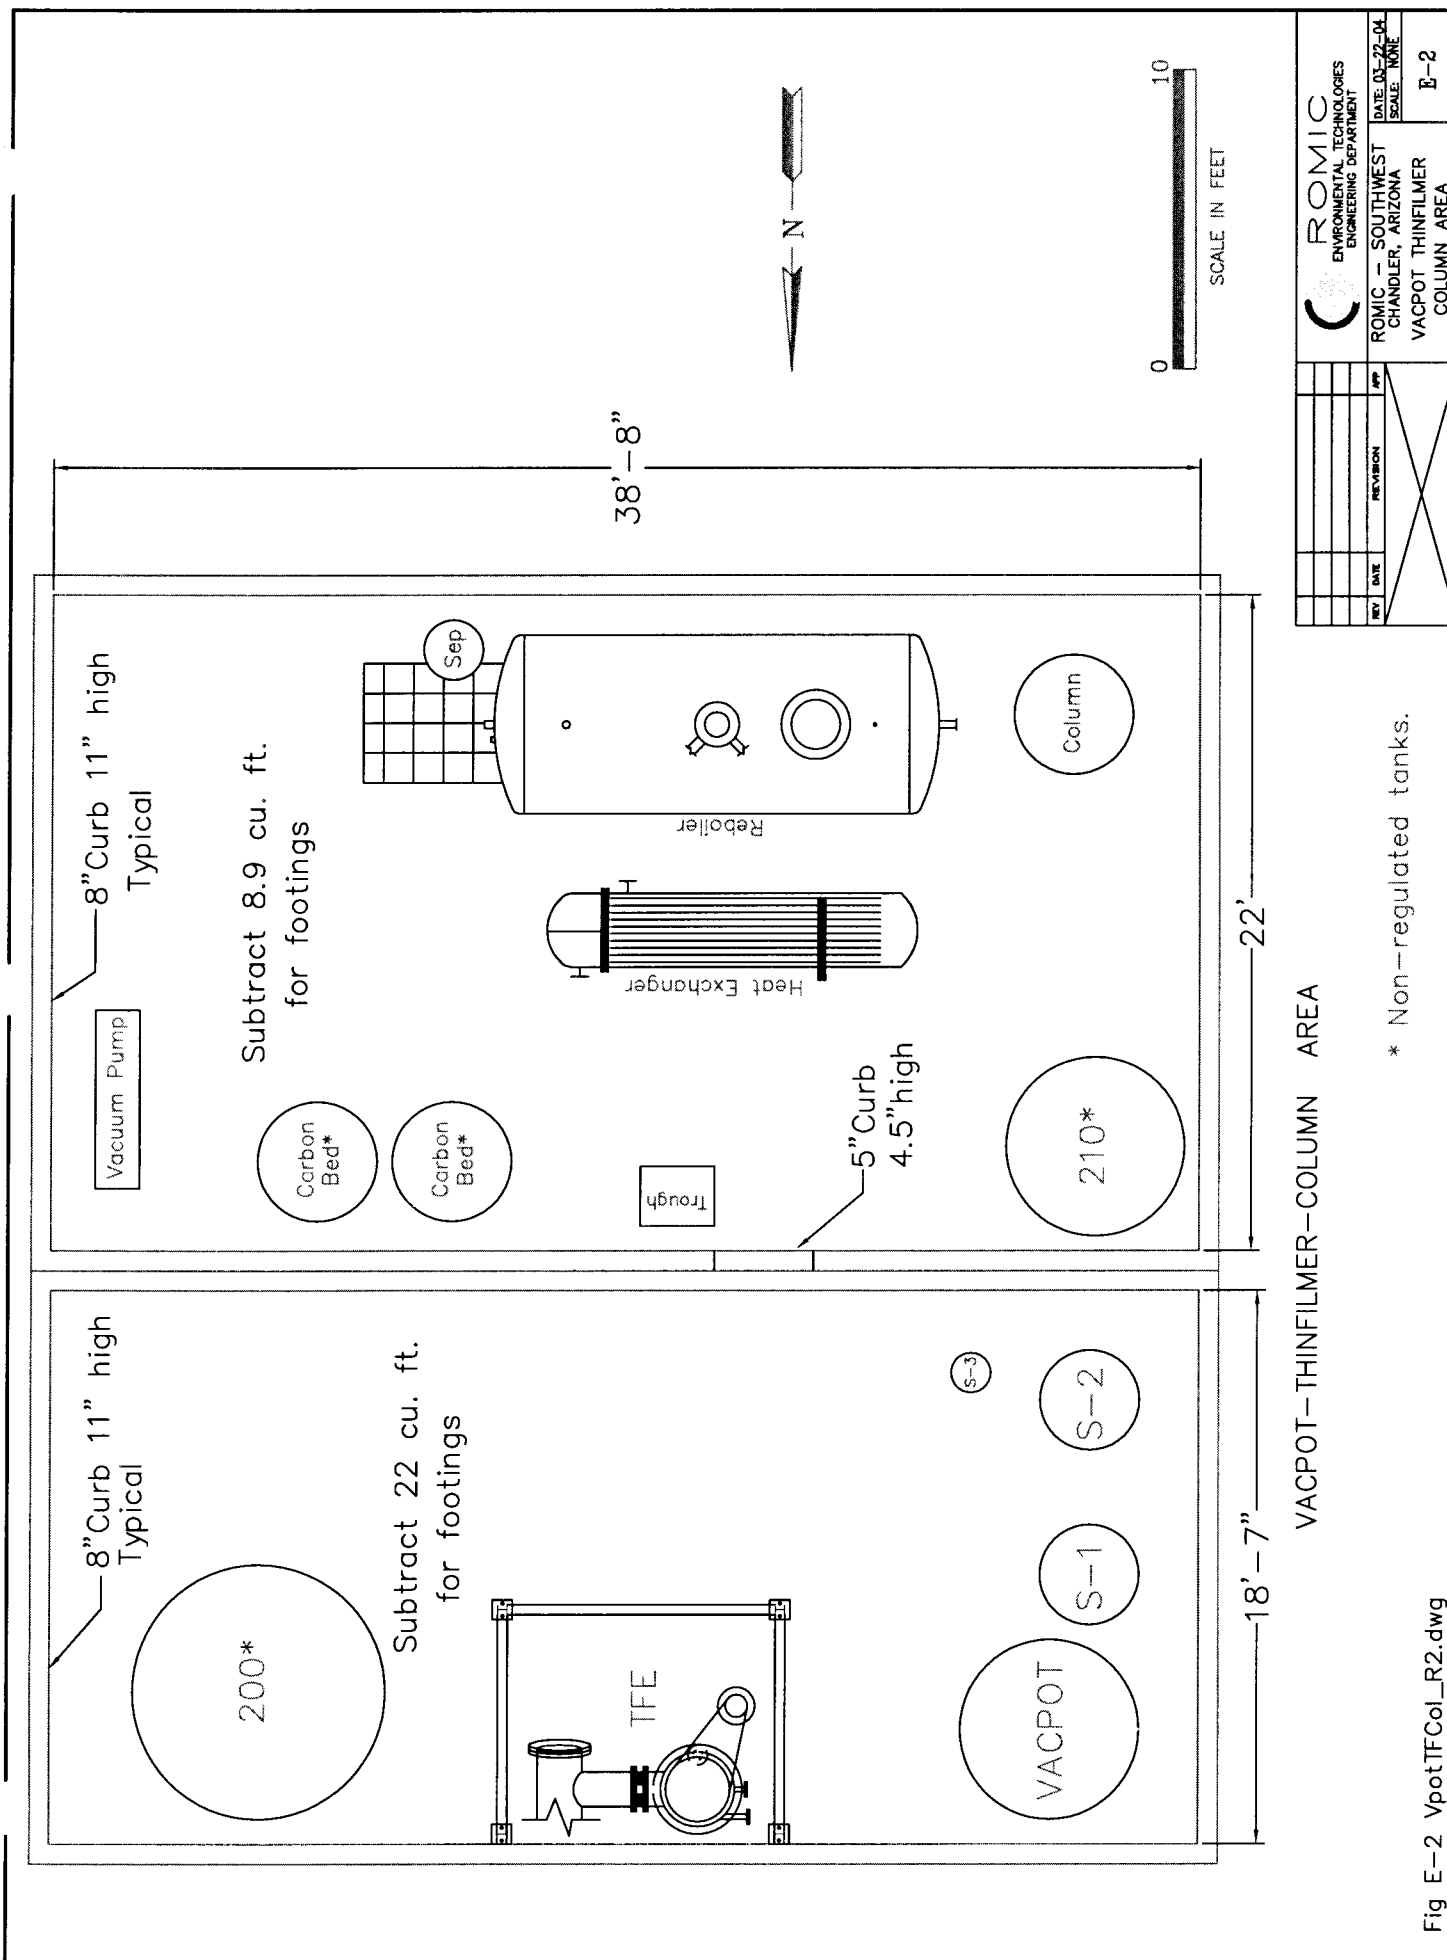 8"Curb 11" high
Typical
200*
Subtract 22 cu. ft.
for footings
TFE
VACPOT
S-1
S-2
S-3
18'-7"
8"Curb 11" high
Typical
Vacuum Pump
Subtract 8.9 cu. ft.
for footings
Carbon
Bed*
Carbon
Bed*
Trough
5"Curb
4.5"high
210*
Heat Exchanger
Reboiler
Sep
Column
22'
38'-8"
N
0
10
SCALE IN FEET
VACPOT-THINFILMER-COLUMN AREA
* Non-regulated tanks.
Fig E-2 VpotTFCol_R2.dwg
REV
DATE
REVISION
APP
ROMIC
ENVIRONMENTAL TECHNOLOGIES
ENGINEERING DEPARTMENT
ROMIC - SOUTHWEST
CHANDLER, ARIZONA
VACPOT THINFILMER
COLUMN AREA
DATE: 03-22-04
SCALE: NONE
E-2